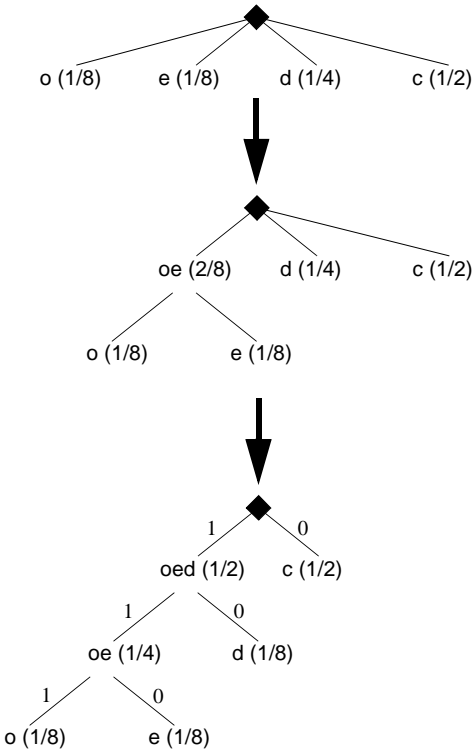 o (1/8) e (1/8) d (1/4) c (1/2)
oe (2/8) d (1/4) c (1/2)
o (1/8) e (1/8)
1 0
oed (1/2) c (1/2)
1 0
oe (1/4) d (1/8)
1 0
o (1/8) e (1/8)